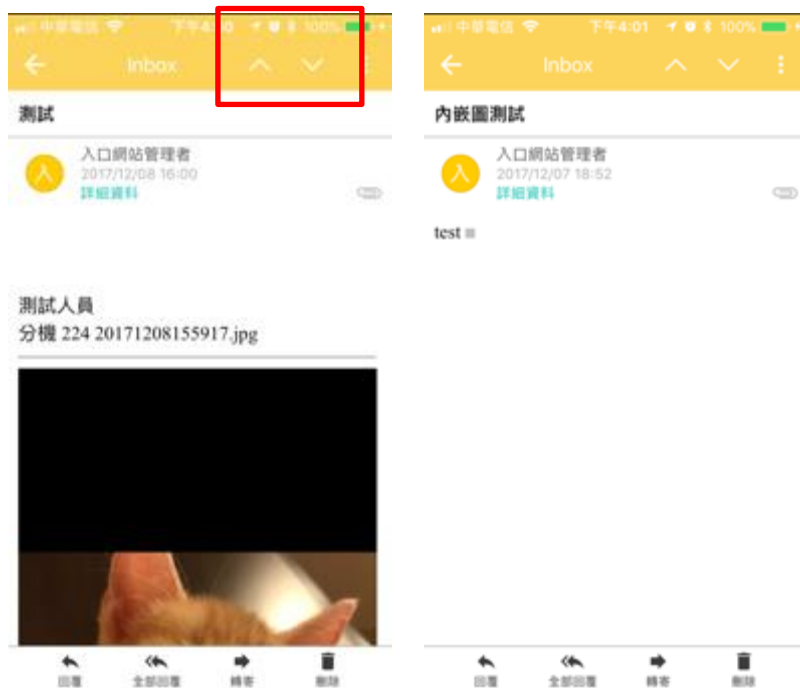 中華電信 下午4:00 100%
Inbox
測試
入口網站管理者
入
2017/12/08 16:00
詳細資料
測試人員
分機 224 20171208155917.jpg
回覆 全部回覆 轉寄 刪除
中華電信 下午4:01 100%
Inbox
內嵌圖測試
入口網站管理者
入
2017/12/07 18:52
詳細資料
test
回覆 全部回覆 轉寄 刪除